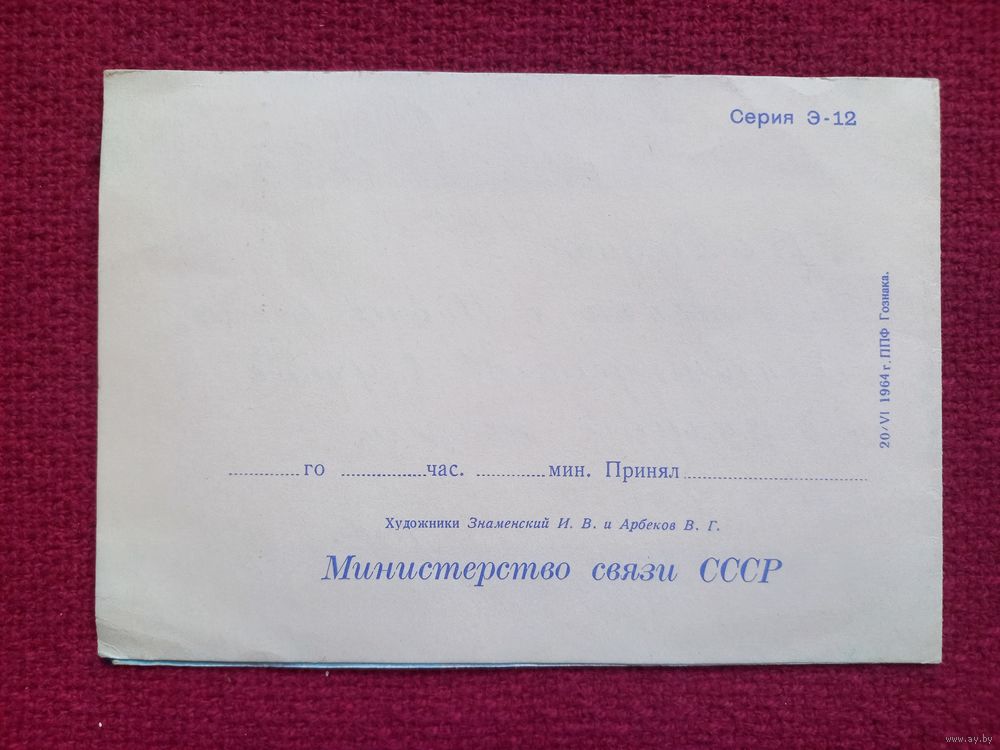 Серия Э-12
20/VI 1964 г. ППФ Гознака.
го час. мин. Принял
Художники Знаменский И. В. и Арбеков В. Г.
Министерство связи СССР
www.ay.by